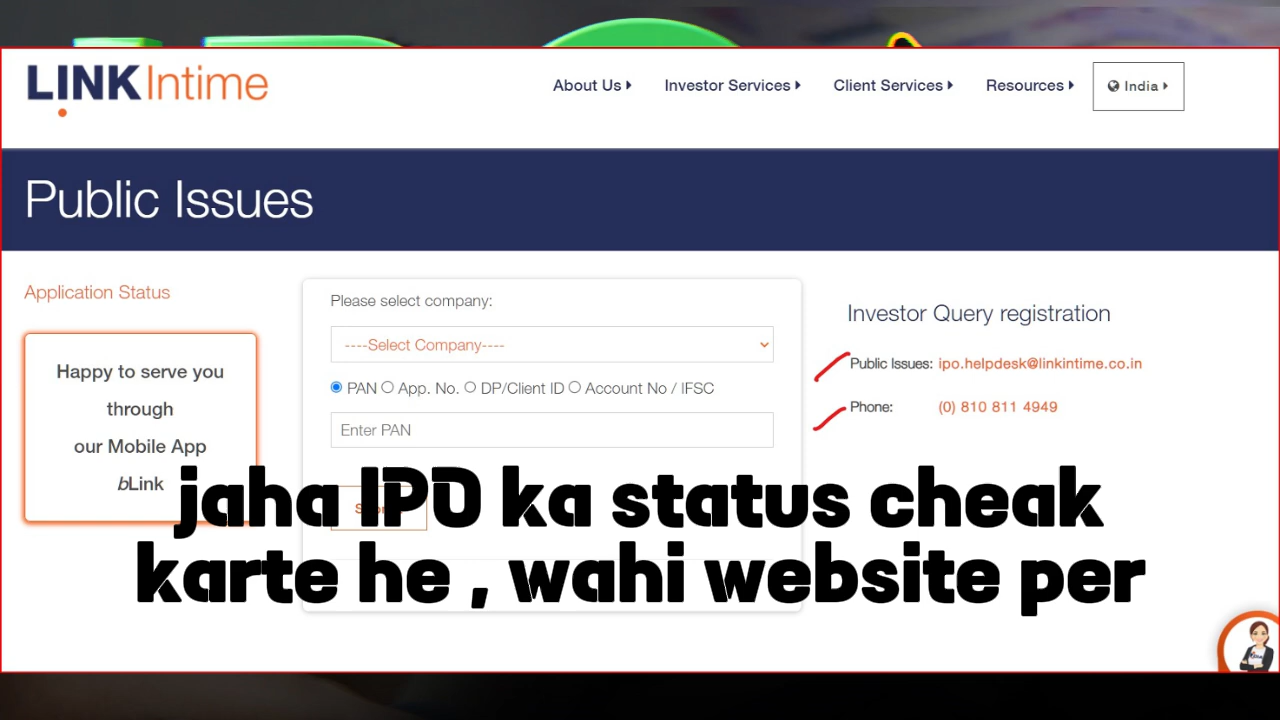 LINK Intime
About Us
Investor Services
Client Services
Resources
India
Public Issues
Application Status
Happy to serve you
through
our Mobile App
bLink
Please select company:
----Select Company----
PAN App. No. DP/Client ID Account No / IFSC
Enter PAN
Investor Query registration
Public Issues: ipo.helpdesk@linkintime.co.in
Phone: (0) 810 811 4949
jaha IPO ka status cheak
karte he , wahi website per